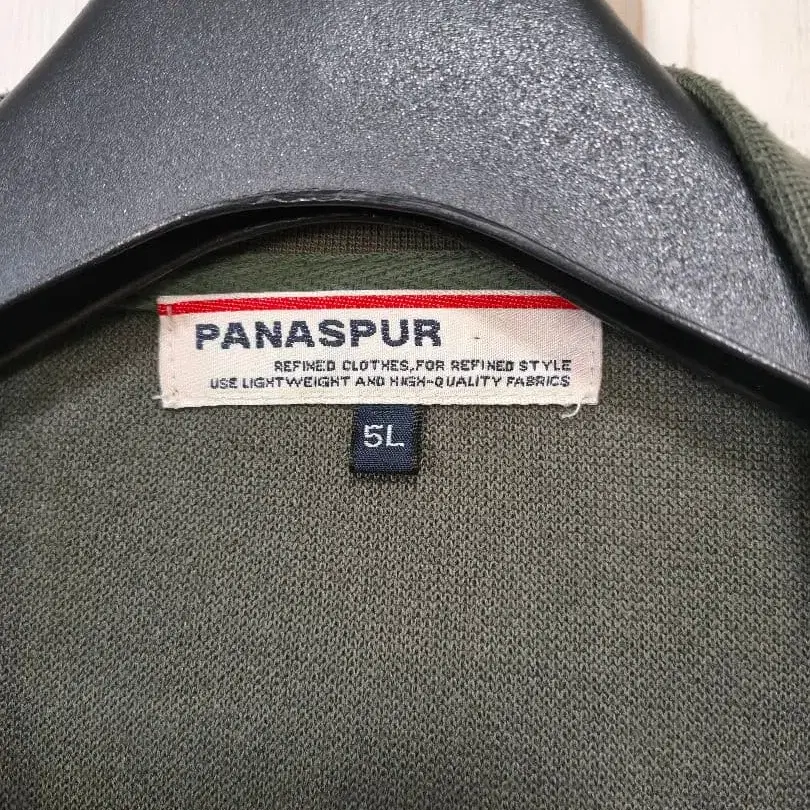 PANASPUR
REFINED CLOTHES,FOR REFINED STYLE
USE LIGHTWEIGHT AND HIGH-QUALITY FABRICS
5L